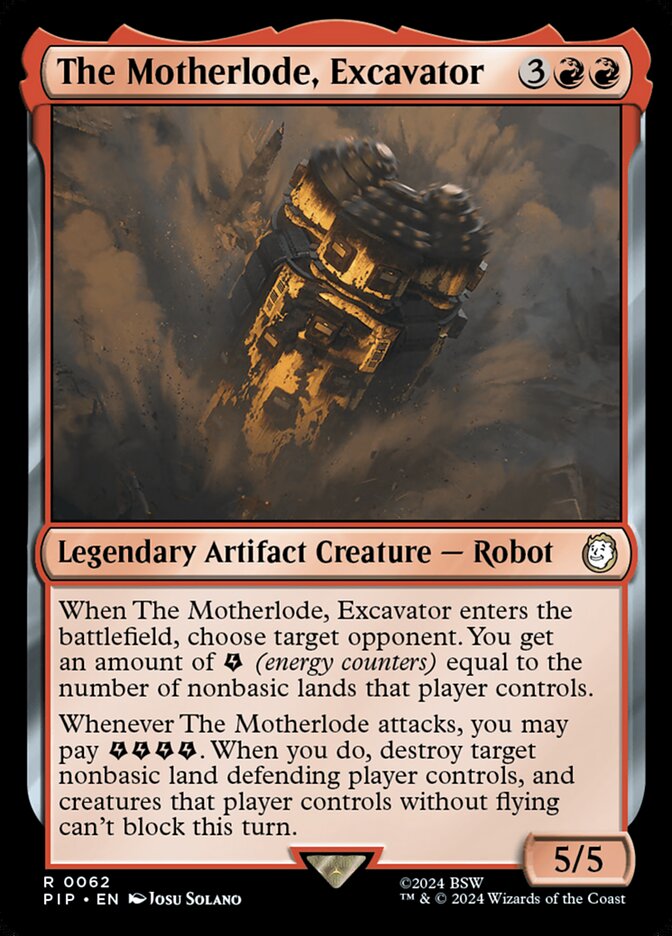 The Motherlode, Excavator 3
Legendary Artifact Creature — Robot
When The Motherlode, Excavator enters the
battlefield, choose target opponent. You get
an amount of (energy counters) equal to the
number of nonbasic lands that player controls.
Whenever The Motherlode attacks, you may
pay . When you do, destroy target
nonbasic land defending player controls, and
creatures that player controls without flying
can't block this turn.
5/5
R 0062
PIP • EN Josu Solano
©2024 BSW
™ & © 2024 Wizards of the Coast